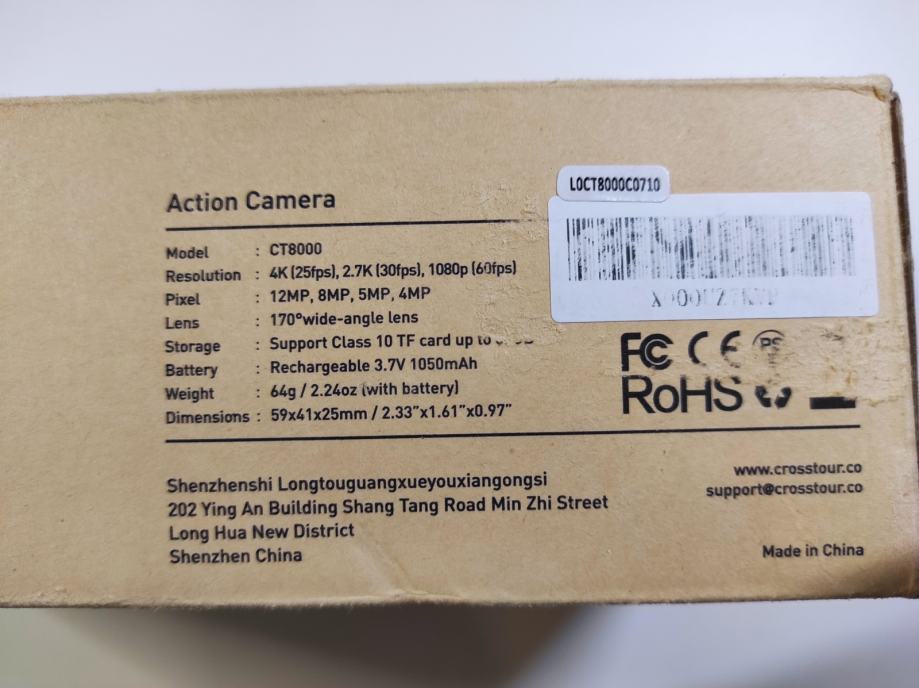 Action Camera
L0CT8000C0710
Model : CT8000
Resolution : 4K (25fps), 2.7K (30fps), 1080p (60fps)
Pixel : 12MP, 8MP, 5MP, 4MP
Lens : 170°wide-angle lens
Storage : Support Class 10 TF card up to
Battery : Rechargeable 3.7V 1050mAh
Weight : 64g / 2.24oz (with battery)
Dimensions : 59x41x25mm / 2.33”x1.61”x0.97”
FC CE PS
RoHS
Shenzhenshi Longtouguangxueyouxiangongsi
202 Ying An Building Shang Tang Road Min Zhi Street
Long Hua New District
Shenzhen China
www.crosstour.co
support@crosstour.co
Made in China